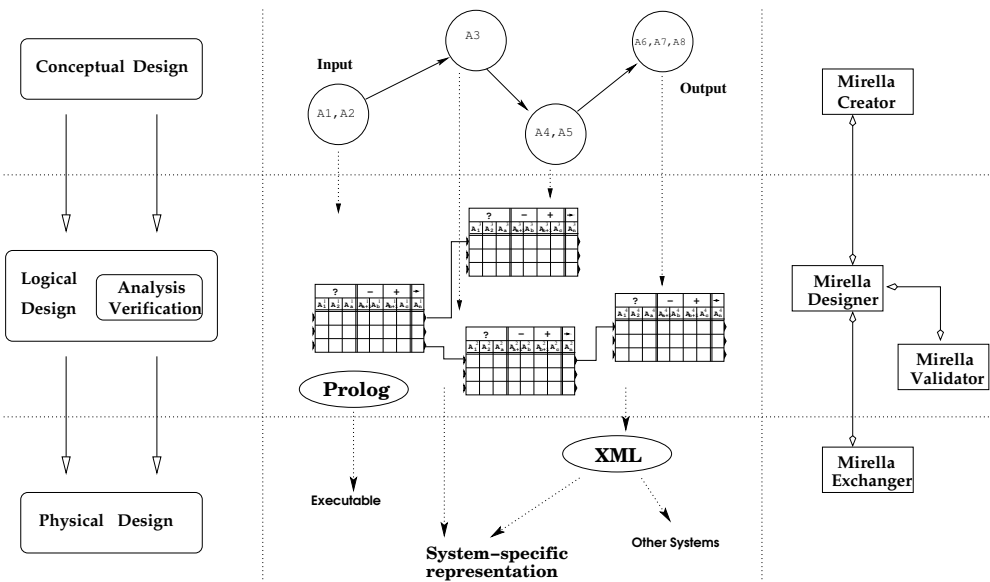 Conceptual Design
Input
A1,A2
A3
A4,A5
A6,A7,A8
Output
Mirella
Creator
Logical
Design
Analysis
Verification
? − +
? − +
? − +
? − +
Prolog
Mirella
Designer
Mirella
Validator
XML
Executable
Mirella
Exchanger
Physical Design
System−specific
representation
Other Systems